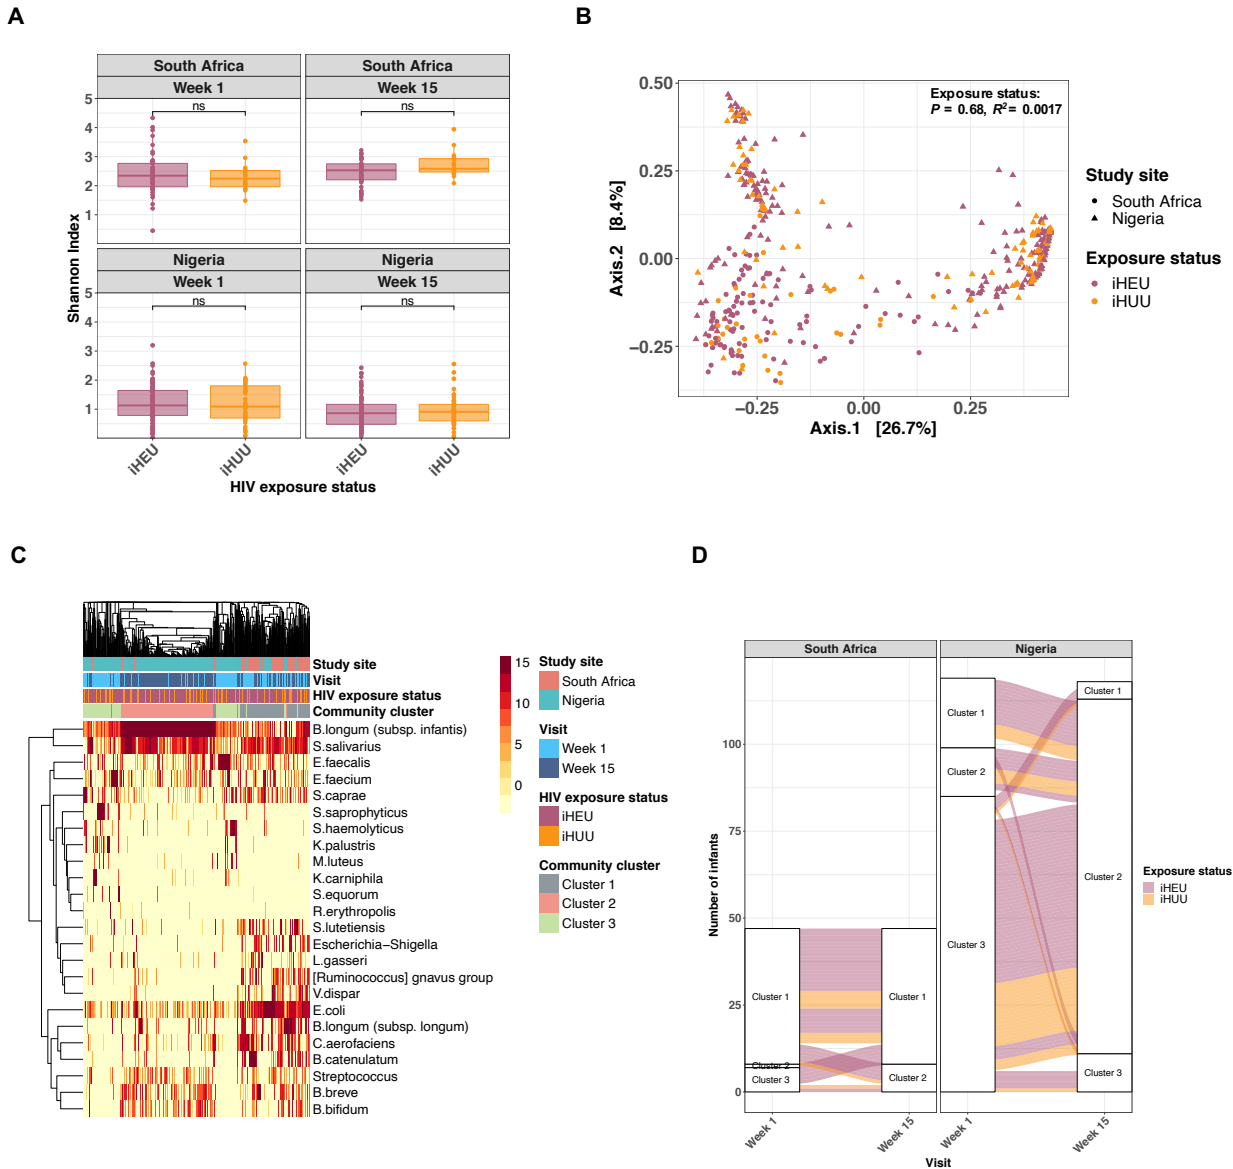 A
South Africa
South Africa
Week 1
Week 15
ns
ns
5
4
3
2
1
Nigeria
Nigeria
Week 1
Week 15
ns
ns
5
4
3
2
1
Shannon Index
iHEU
iHUU
iHEU
iHUU
HIV exposure status
B
Exposure status:
P = 0.68, R²= 0.0017
0.50
0.25
0.00
−0.25
Axis.2 [8.4%]
−0.25
0.00
0.25
Axis.1 [26.7%]
Study site
South Africa
Nigeria
Exposure status
iHEU
iHUU
C
Study site
Visit
HIV exposure status
Community cluster
B.longum (subsp. infantis)
S.salivarius
E.faecalis
E.faecium
S.caprae
S.saprophyticus
S.haemolyticus
K.palustris
M.luteus
K.carniphila
S.equorum
R.erythropolis
S.lutetiensis
Escherichia−Shigella
L.gasseri
[Ruminococcus] gnavus group
V.dispar
E.coli
B.longum (subsp. longum)
C.aerofaciens
B.catenulatum
Streptococcus
B.breve
B.bifidum
15
10
5
0
Study site
South Africa
Nigeria
Visit
Week 1
Week 15
HIV exposure status
iHEU
iHUU
Community cluster
Cluster 1
Cluster 2
Cluster 3
D
South Africa
Nigeria
Number of infants
100
75
50
25
0
Cluster 1
Cluster 2
Cluster 3
Cluster 1
Cluster 2
Cluster 1
Cluster 2
Cluster 3
Cluster 1
Cluster 2
Cluster 3
Week 1
Week 15
Week 1
Week 15
Visit
Exposure status
iHEU
iHUU